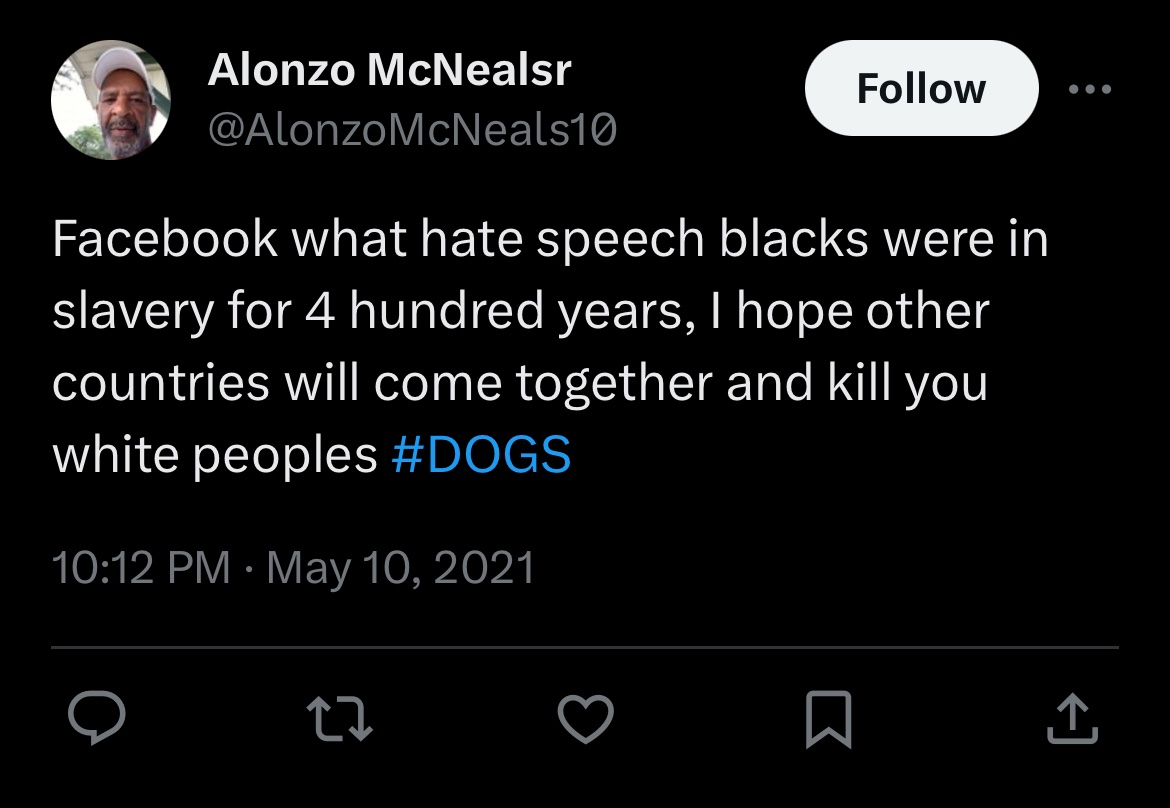 Alonzo McNealsr
@AlonzoMcNeals10
Follow
Facebook what hate speech blacks were in
slavery for 4 hundred years, I hope other
countries will come together and kill you
white peoples #DOGS
10:12 PM · May 10, 2021